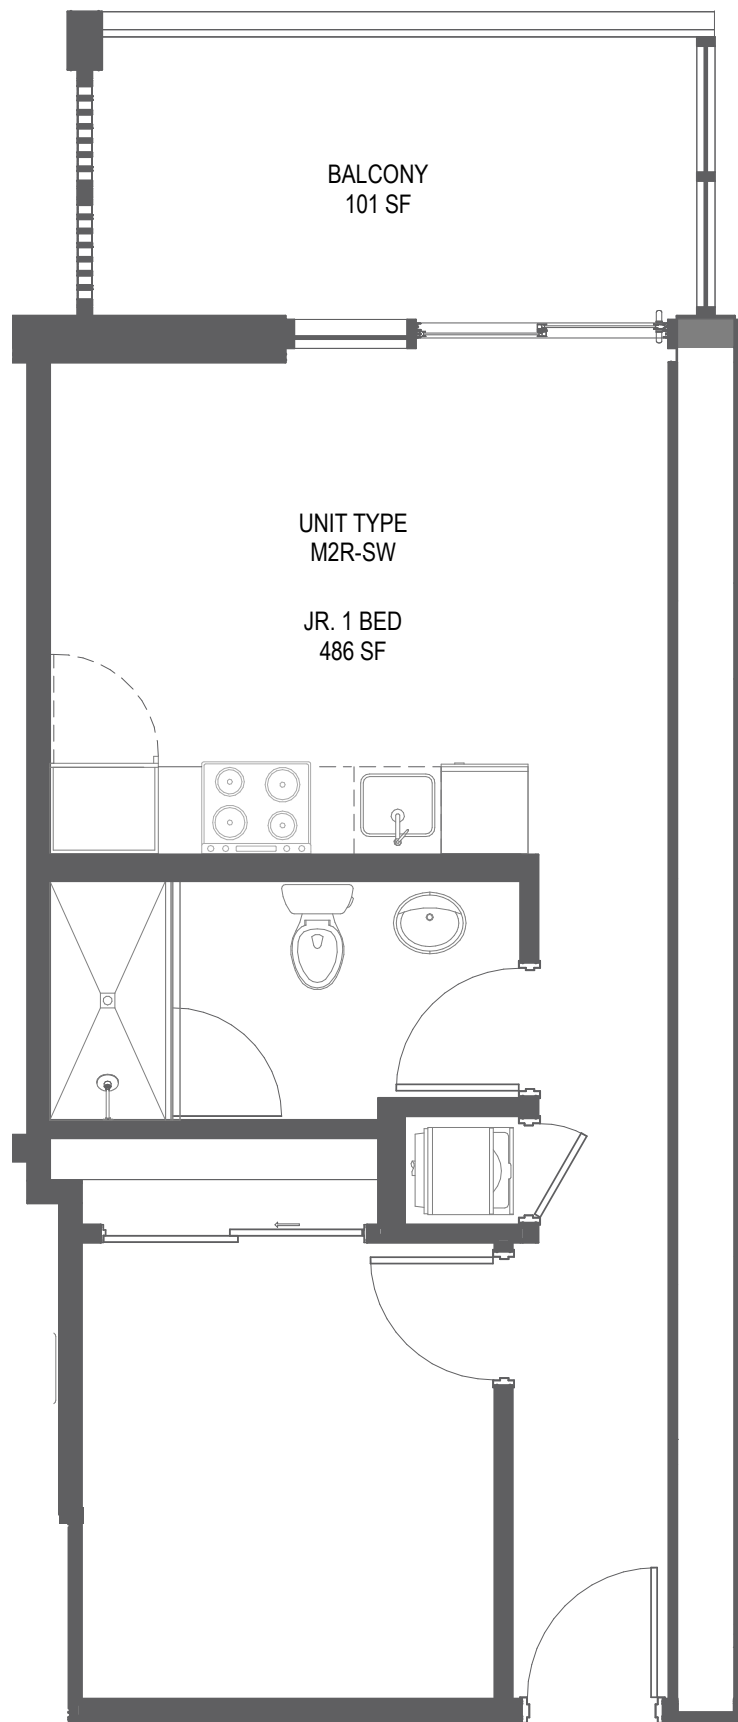 BALCONY
101 SF
UNIT TYPE
M2R-SW
JR. 1 BED
486 SF